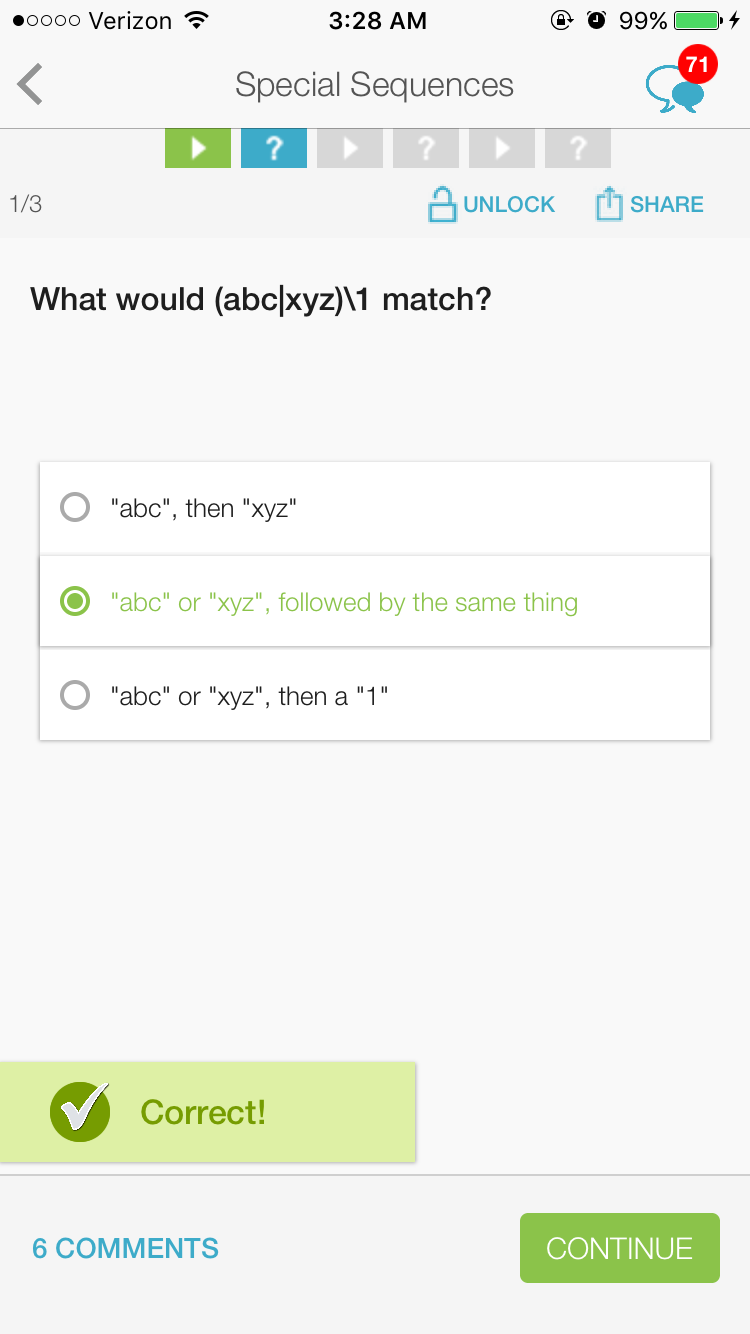 Verizon 3:28 AM 99%
Special Sequences 71
? ? ?
1/3 UNLOCK SHARE
What would (abc|xyz)\1 match?
"abc", then "xyz"
"abc" or "xyz", followed by the same thing
"abc" or "xyz", then a "1"
Correct!
6 COMMENTS CONTINUE